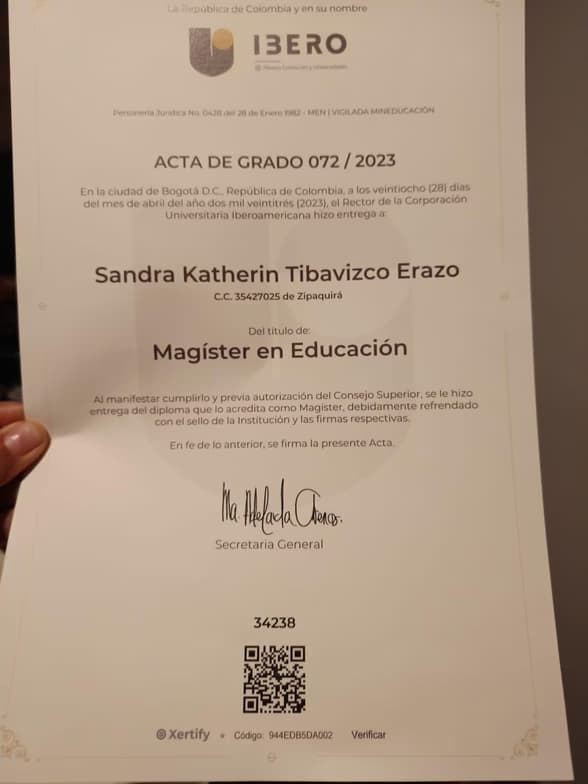 La República de Colombia y en su nombre
IBERO
Personería Jurídica No. 0428 del 28 de Enero 1982 - MEN | VIGILADA MINEDUCACIÓN
ACTA DE GRADO 072 / 2023
En la ciudad de Bogotá D.C., República de Colombia, a los veintiocho (28) días
del mes de abril del año dos mil veintitrés (2023), el Rector de la Corporación
Universitaria Iberoamericana hizo entrega a:
Sandra Katherin Tibavizco Erazo
C.C. 35427025 de Zipaquirá
Del título de:
Magíster en Educación
Al manifestar cumplirlo y previa autorización del Consejo Superior, se le hizo
entrega del diploma que lo acredita como Magíster, debidamente refrendado
con el sello de la Institución y las firmas respectivas.
En fe de lo anterior, se firma la presente Acta.
Ma. Adelaida
Secretaria General
34238
Xertify • Código: 944EDB5DA002 Verificar